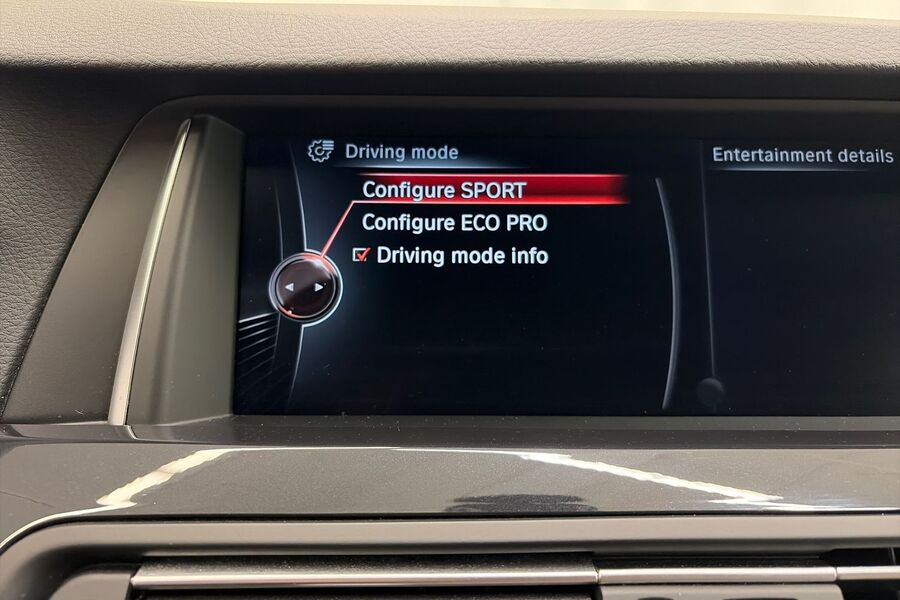 Driving mode
Configure SPORT
Configure ECO PRO
Driving mode info
Entertainment details